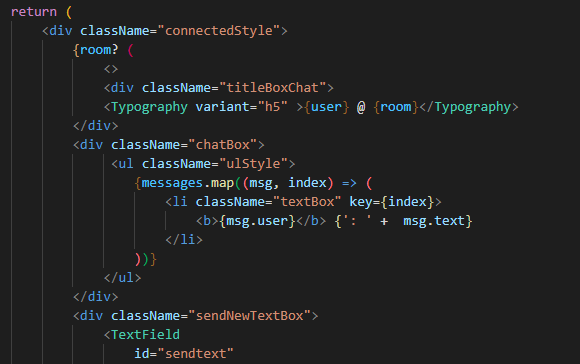 return (
<div className="connectedStyle">
{room? (
<>
<div className="titleBoxChat">
<Typography variant="h5" >{user} @ {room}</Typography>
</div>
<div className="chatBox">
<ul className="ulStyle">
{messages.map((msg, index) => (
<li className="textBox" key={index}>
<b>{msg.user}</b> {': ' +  msg.text}
</li>
))}
</ul>
</div>
<div className="sendNewTextBox">
<TextField
id="sendtext"